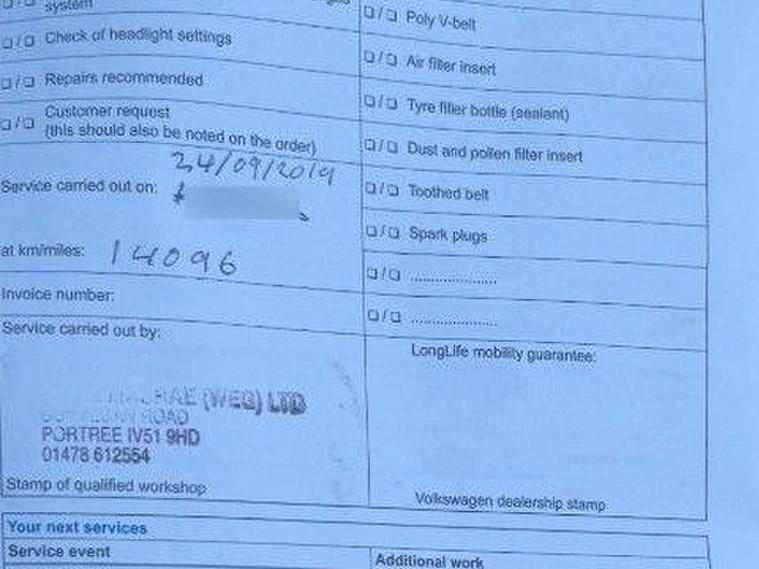 system
Check of headlight settings
Repairs recommended
Customer request
(this should also be noted on the order)
Service carried out on: 24/09/2019
at km/miles: 14096
Invoice number:
Service carried out by:
RAE (WEG) LTD
ROAD
PORTREE IV51 9HD
01478 612554
Stamp of qualified workshop
Poly V-belt
Air filter insert
Tyre filler bottle (sealant)
Dust and pollen filter insert
Toothed belt
Spark plugs
....................
....................
LongLife mobility guarantee:
Volkswagen dealership stamp
Your next services
Service event
Additional work